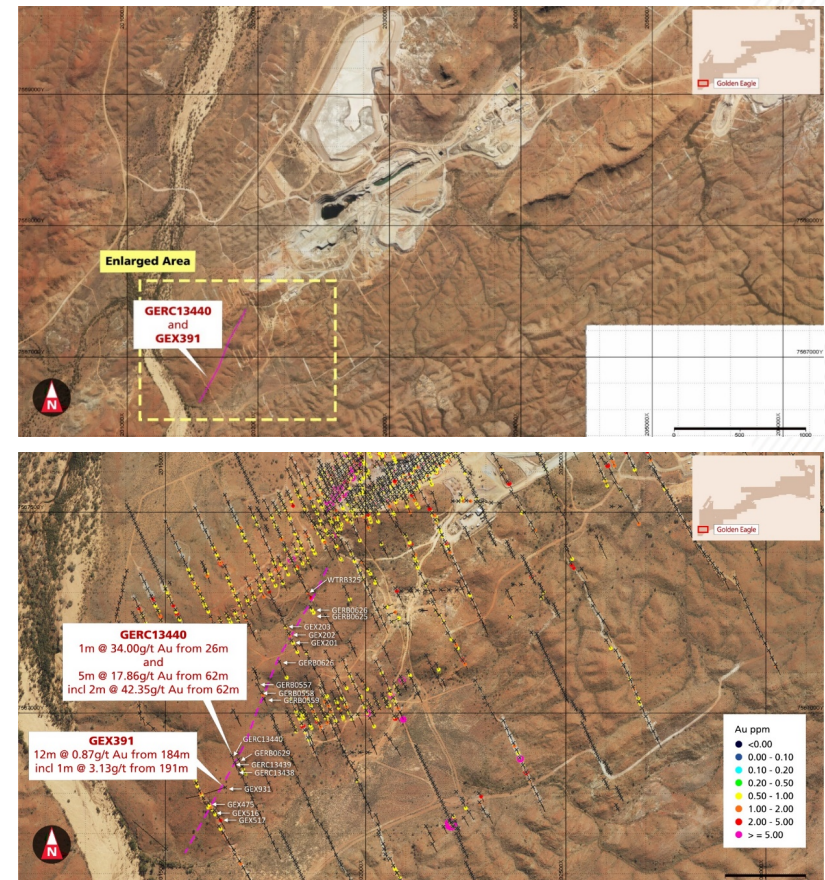 Golden Eagle
7559000Y
Enlarged Area
GERC13440
and
GEX391
7557000Y
N
0
500
1000
Golden Eagle
7557000Y
WTRB325
GERB0626
GERB0625
GEX203
GEX202
GEX201
GERB0626
GERC13440
1m @ 34.00g/t Au from 26m
and
5m @ 17.86g/t Au from 62m
incl 2m @ 42.35g/t Au from 62m
GERB0557
GERB0558
GERB0559
GEX391
12m @ 0.87g/t Au from 184m
incl 1m @ 3.13g/t from 191m
GERC13440
GERB0629
GERC13439
GERC13438
GEX931
GEX475
GEX516
GEX517
Au ppm
<0.00
0.00 - 0.10
0.10 - 0.20
0.20 - 0.50
0.50 - 1.00
1.00 - 2.00
2.00 - 5.00
> = 5.00
N